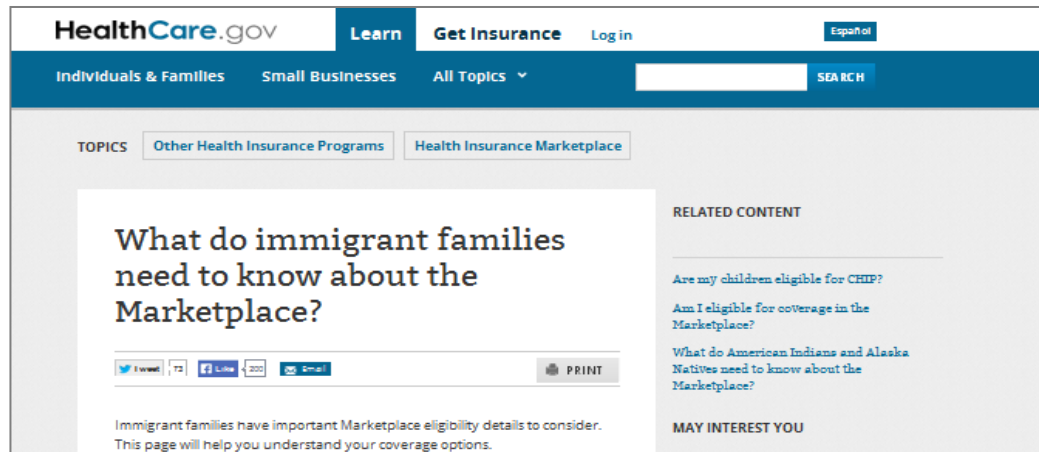 HealthCare.gov Learn Get Insurance Log in Español
Individuals & Families Small Businesses All Topics SEARCH
TOPICS Other Health Insurance Programs Health Insurance Marketplace
What do immigrant families
need to know about the
Marketplace?
Tweet 73 Like 200 Email PRINT
Immigrant families have important Marketplace eligibility details to consider.
This page will help you understand your coverage options.
RELATED CONTENT
Are my children eligible for CHIP?
Am I eligible for coverage in the
Marketplace?
What do American Indians and Alaska
Natives need to know about the
Marketplace?
MAY INTEREST YOU